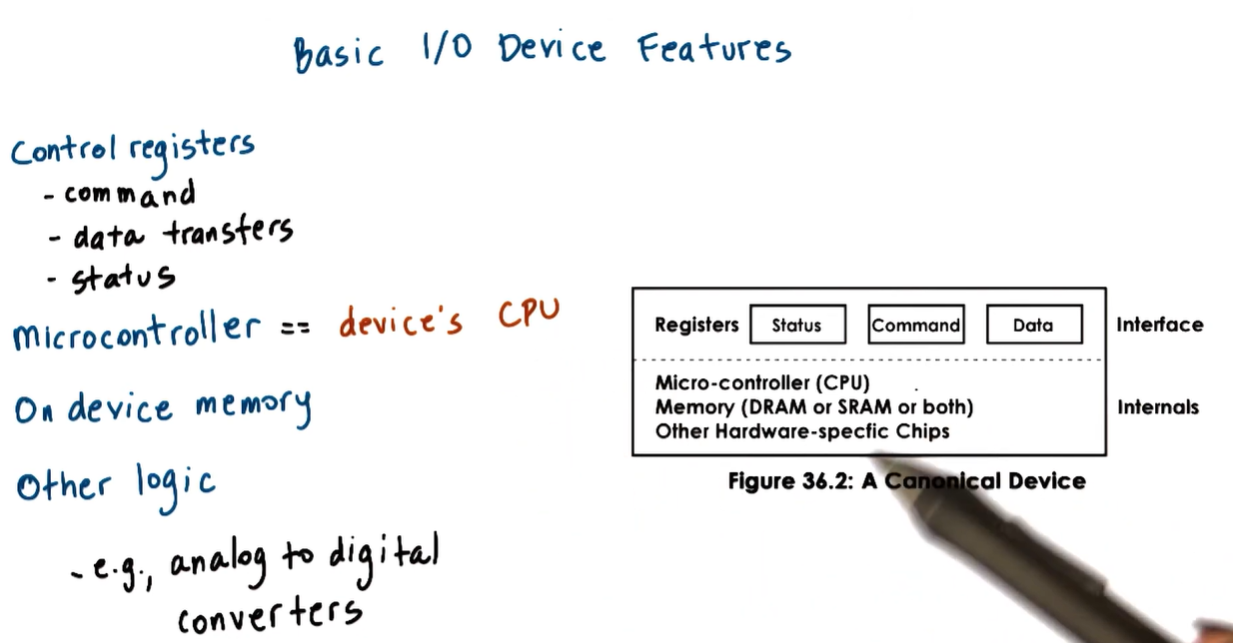 Basic I/O Device Features
Control registers
- command
- data transfers
- status
Microcontroller == device's CPU
On device memory
Other logic
- e.g., analog to digital
converters
Registers Status Command Data Interface
Micro-controller (CPU)
Memory (DRAM or SRAM or both) Internals
Other Hardware-specfic Chips
Figure 36.2: A Canonical Device